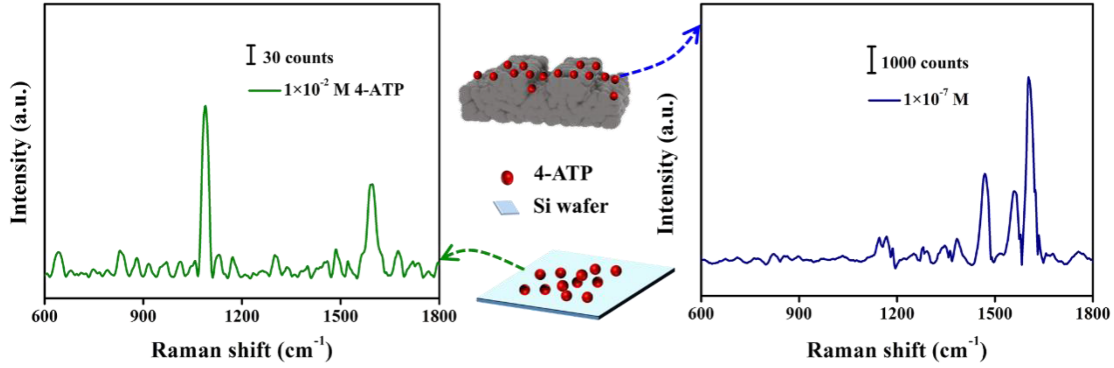 30 counts
1×10⁻² M 4-ATP
Intensity (a.u.)
600
900
1200
1500
1800
Raman shift (cm⁻¹)
4-ATP
Si wafer
1000 counts
1×10⁻⁷ M
Intensity (a.u.)
600
900
1200
1500
1800
Raman shift (cm⁻¹)